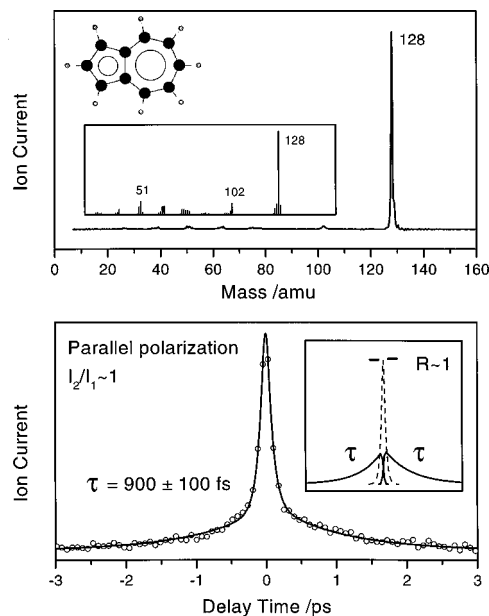 128
Ion Current
51
102
128
0 20 40 60 80 100 120 140 160
Mass /amu
Parallel polarization
I₂/I₁~1
R~1
τ τ
τ = 900 ± 100 fs
Ion Current
-3 -2 -1 0 1 2 3
Delay Time /ps